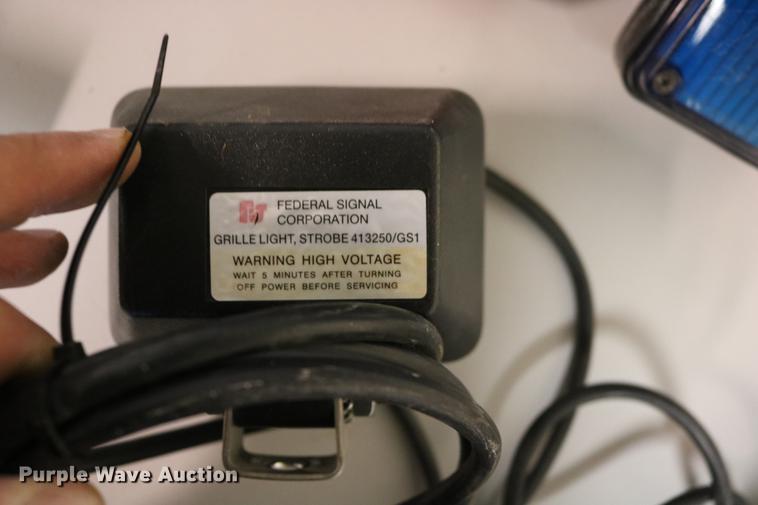 FEDERAL SIGNAL
CORPORATION
GRILLE LIGHT, STROBE 413250/GS1
WARNING HIGH VOLTAGE
WAIT 5 MINUTES AFTER TURNING
OFF POWER BEFORE SERVICING
Purple Wave Auction